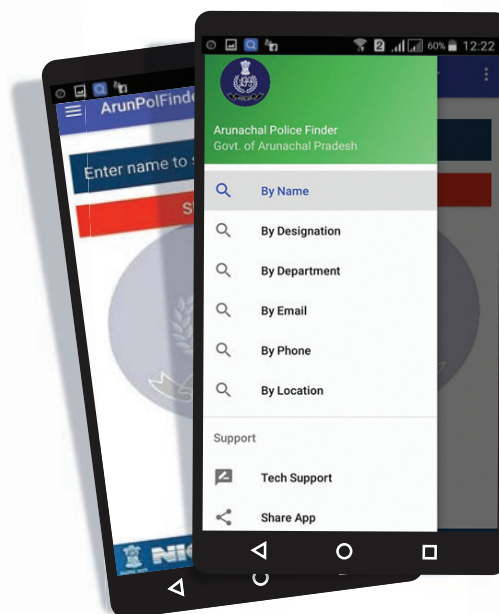 60% 12:22
Arunachal Police Finder
Govt. of Arunachal Pradesh
By Name
By Designation
By Department
By Email
By Phone
By Location
Support
Tech Support
Share App
ArunPolFinde
Enter name to s
S
NIC